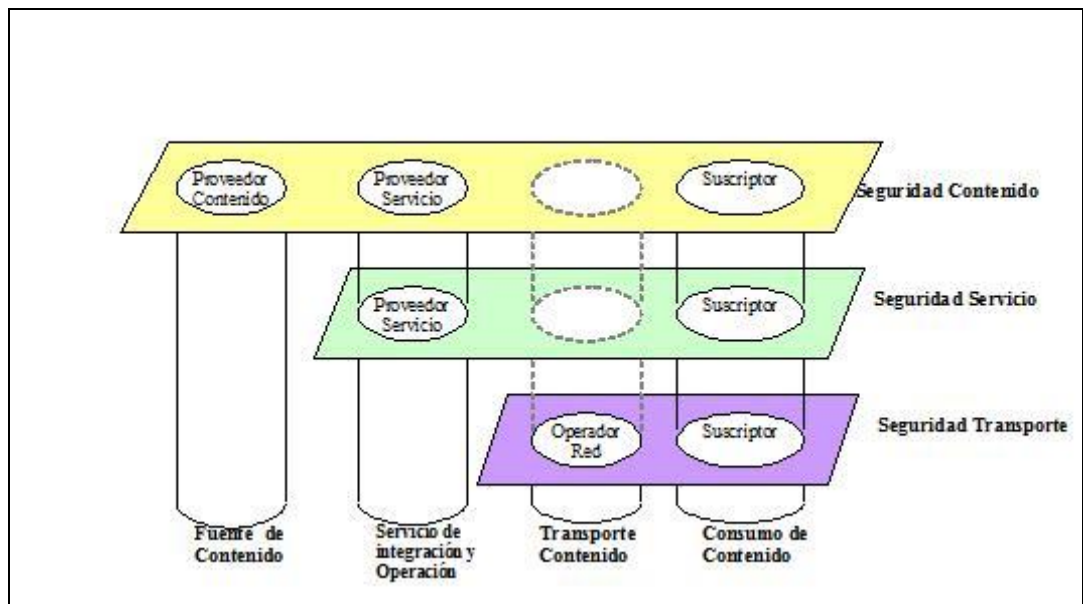 Proveedor
Contenido
Proveedor
Servicio
Suscriptor
Seguridad Contenido
Proveedor
Servicio
Suscriptor
Seguridad Servicio
Operador
Red
Suscriptor
Seguridad Transporte
Fuente de
Contenido
Servicio de
integración y
Operación
Transporte
Contenido
Consumo de
Contenido